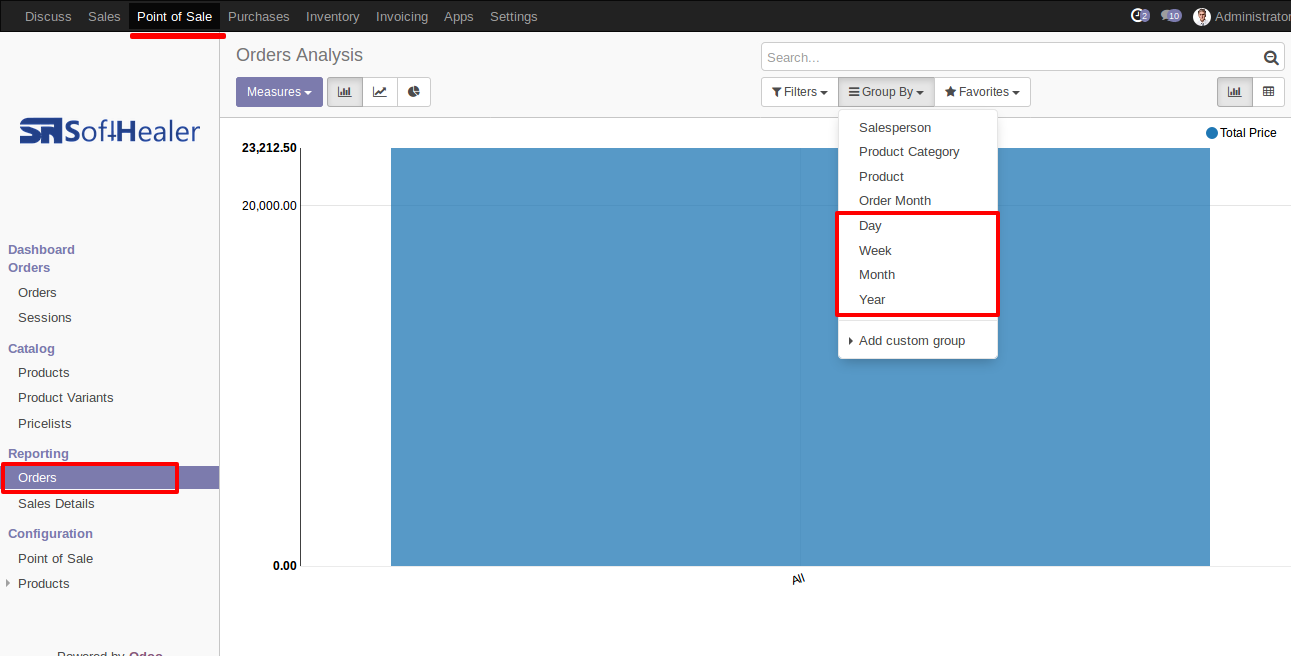 Discuss Sales Point of Sale Purchases Inventory Invoicing Apps Settings 2 10 Administrator
Orders Analysis
Search...
Measures Filters Group By Favorites
SoftHealer
Dashboard
Orders
Orders
Sessions
Catalog
Products
Product Variants
Pricelists
Reporting
Orders
Sales Details
Configuration
Point of Sale
Products
Powered by Odoo
Salesperson
Product Category
Product
Order Month
Day
Week
Month
Year
Add custom group
Total Price
23,212.50
20,000.00
0.00
All